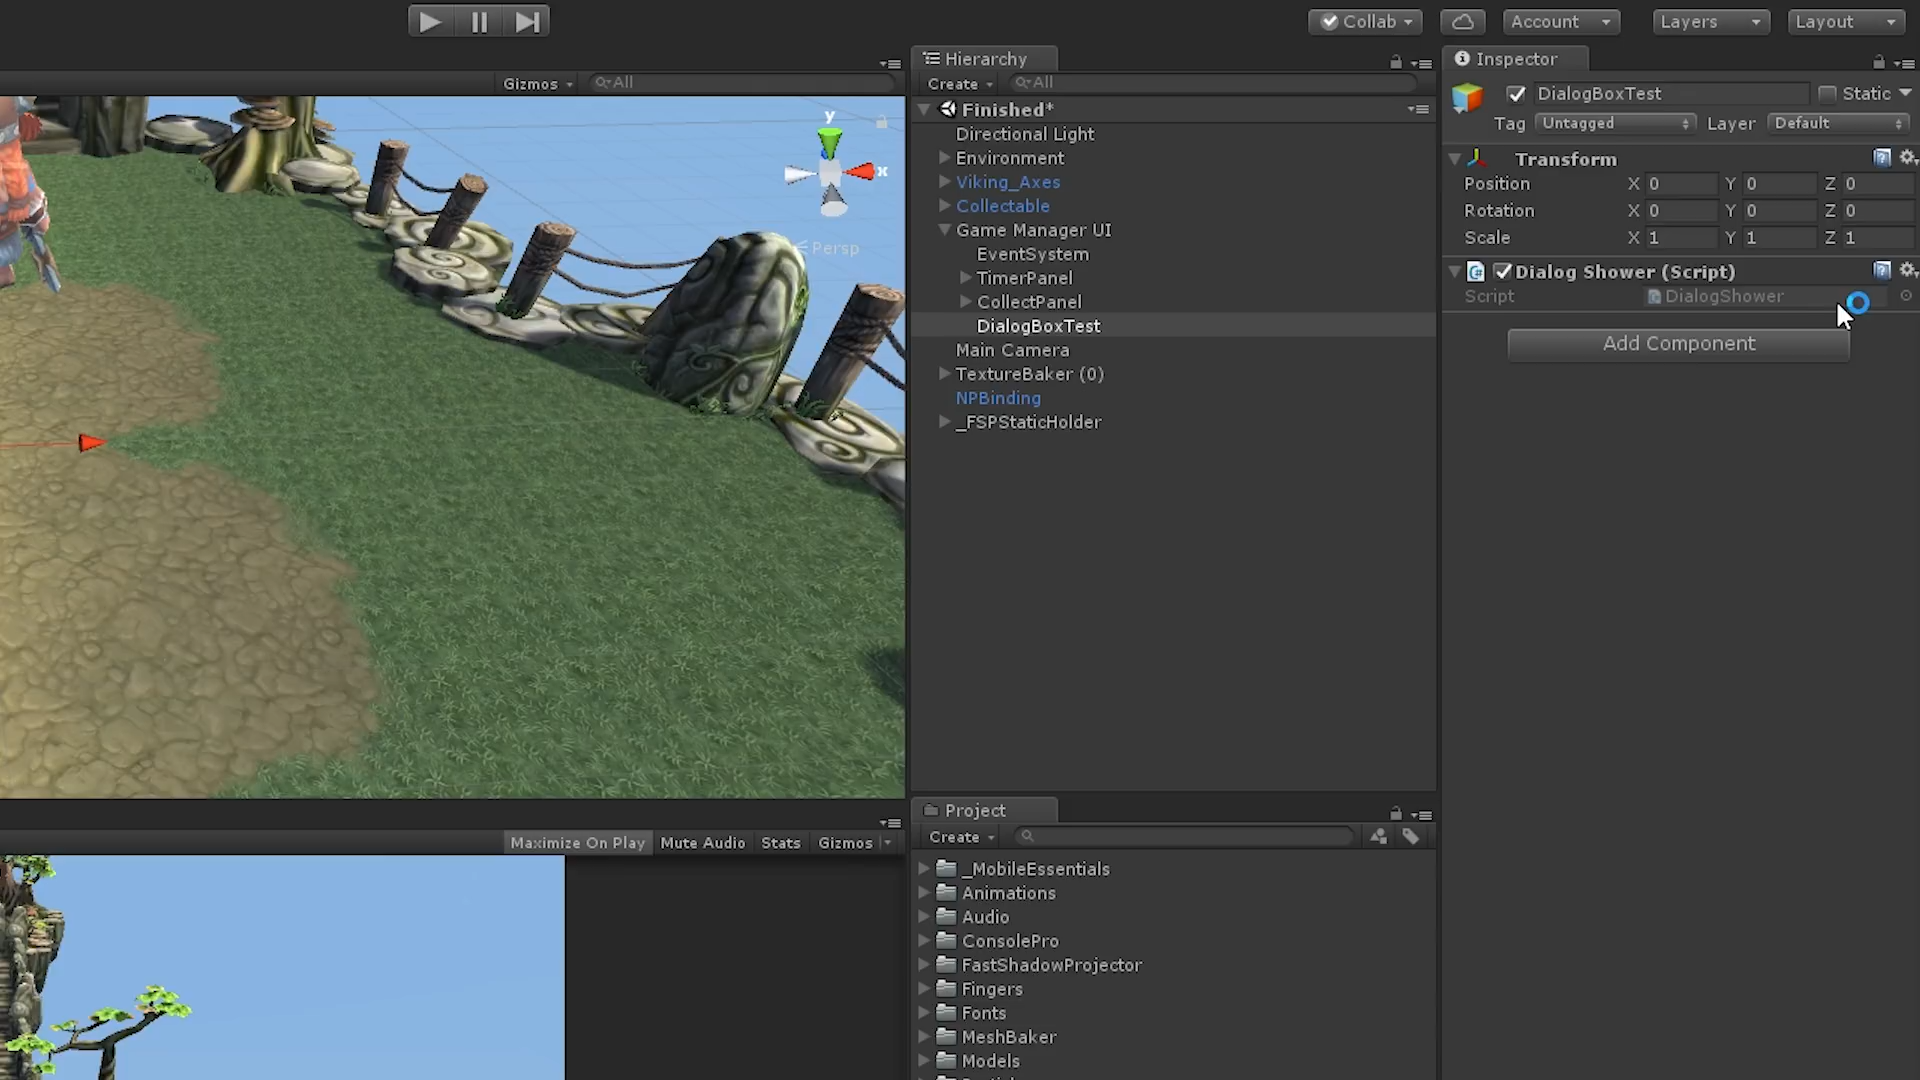 Collab Account Layers Layout
Gizmos All
y
x
Persp
Hierarchy
Create All
Finished*
Directional Light
Environment
Viking_Axes
Collectable
Game Manager UI
EventSystem
TimerPanel
CollectPanel
DialogBoxTest
Main Camera
TextureBaker (0)
NPBinding
_FSPStaticHolder
Inspector
DialogBoxTest Static
Tag Untagged Layer Default
Transform
Position X 0 Y 0 Z 0
Rotation X 0 Y 0 Z 0
Scale X 1 Y 1 Z 1
Dialog Shower (Script)
Script DialogShower
Add Component
Maximize On Play Mute Audio Stats Gizmos
Project
Create
_MobileEssentials
Animations
Audio
ConsolePro
FastShadowProjector
Fingers
Fonts
MeshBaker
Models